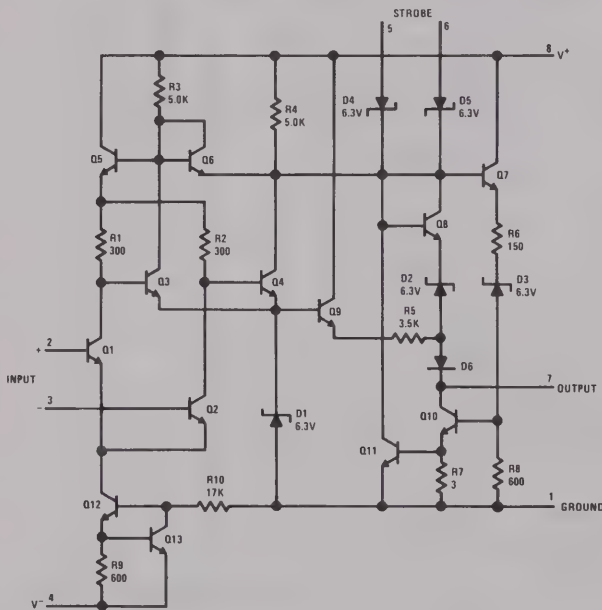 STROBE
5
6
8 V+
R3
5.0K
R4
5.0K
D4
6.3V
D5
6.3V
Q5
Q6
Q7
R1
300
R2
300
Q3
Q4
Q8
R6
150
D2
6.3V
D3
6.3V
Q9
R5
3.5K
2
+
Q1
INPUT
3
−
Q2
D1
6.3V
D6
7
OUTPUT
Q10
Q11
R7
3
R8
600
R10
17K
1
GROUND
Q12
Q13
R9
600
V− 4